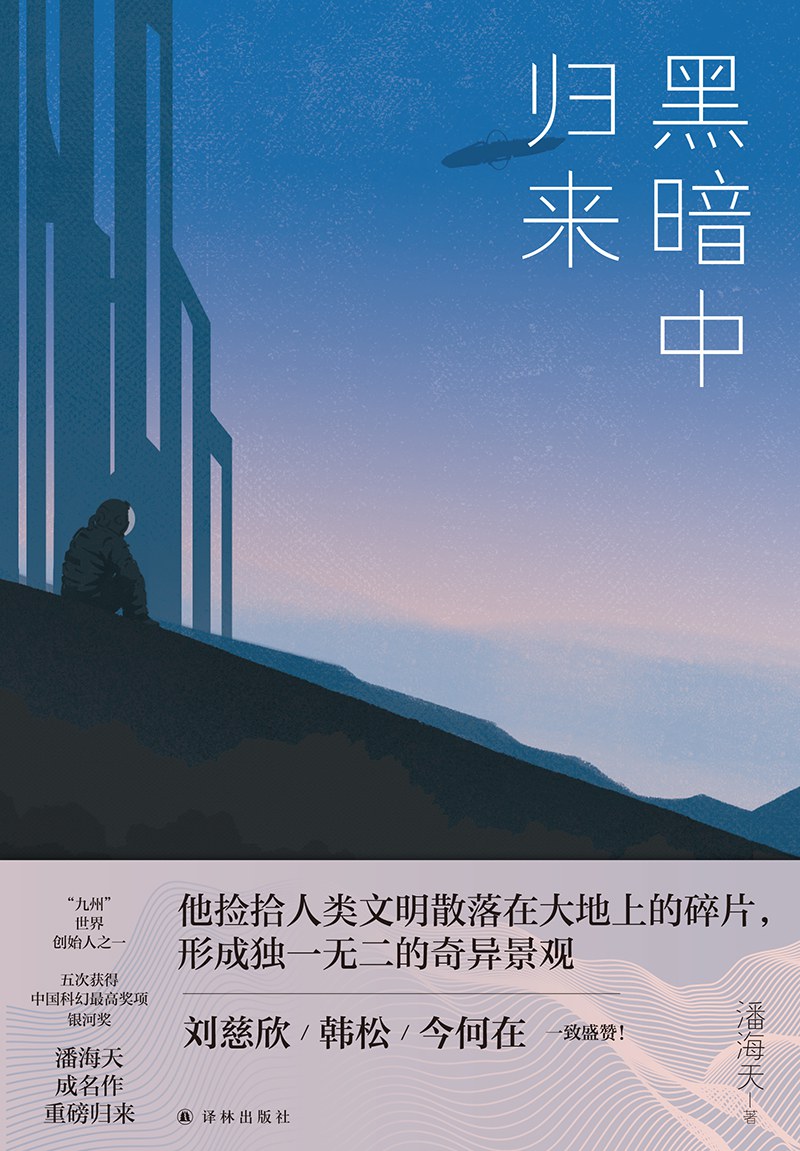 黑暗中
归来
“九州”
世界
创始人之一
五次获得
中国科幻最高奖项
银河奖
潘海天
成名作
重磅归来
他捡拾人类文明散落在大地上的碎片，
形成独一无二的奇异景观
刘慈欣 / 韩松 / 今何在 一致盛赞！
译林出版社
潘海天｜著